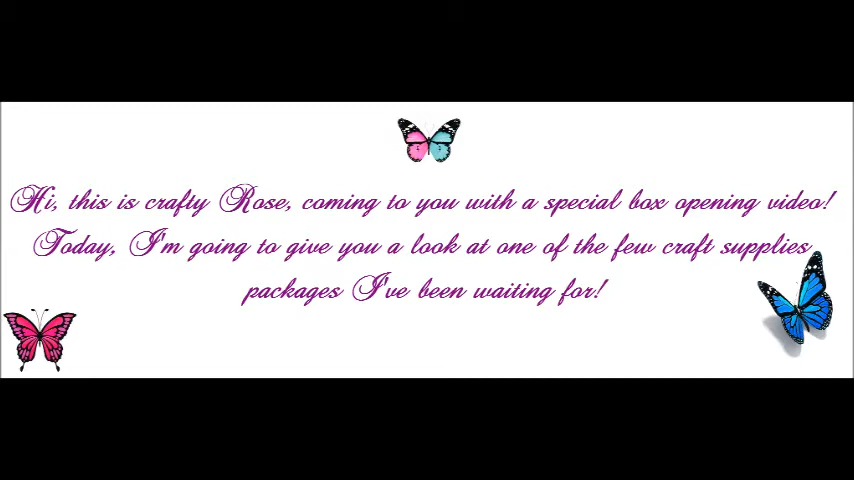 Hi, this is crafty Rose, coming to you with a special box opening video!
Today, I'm going to give you a look at one of the few craft supplies
packages I've been waiting for!